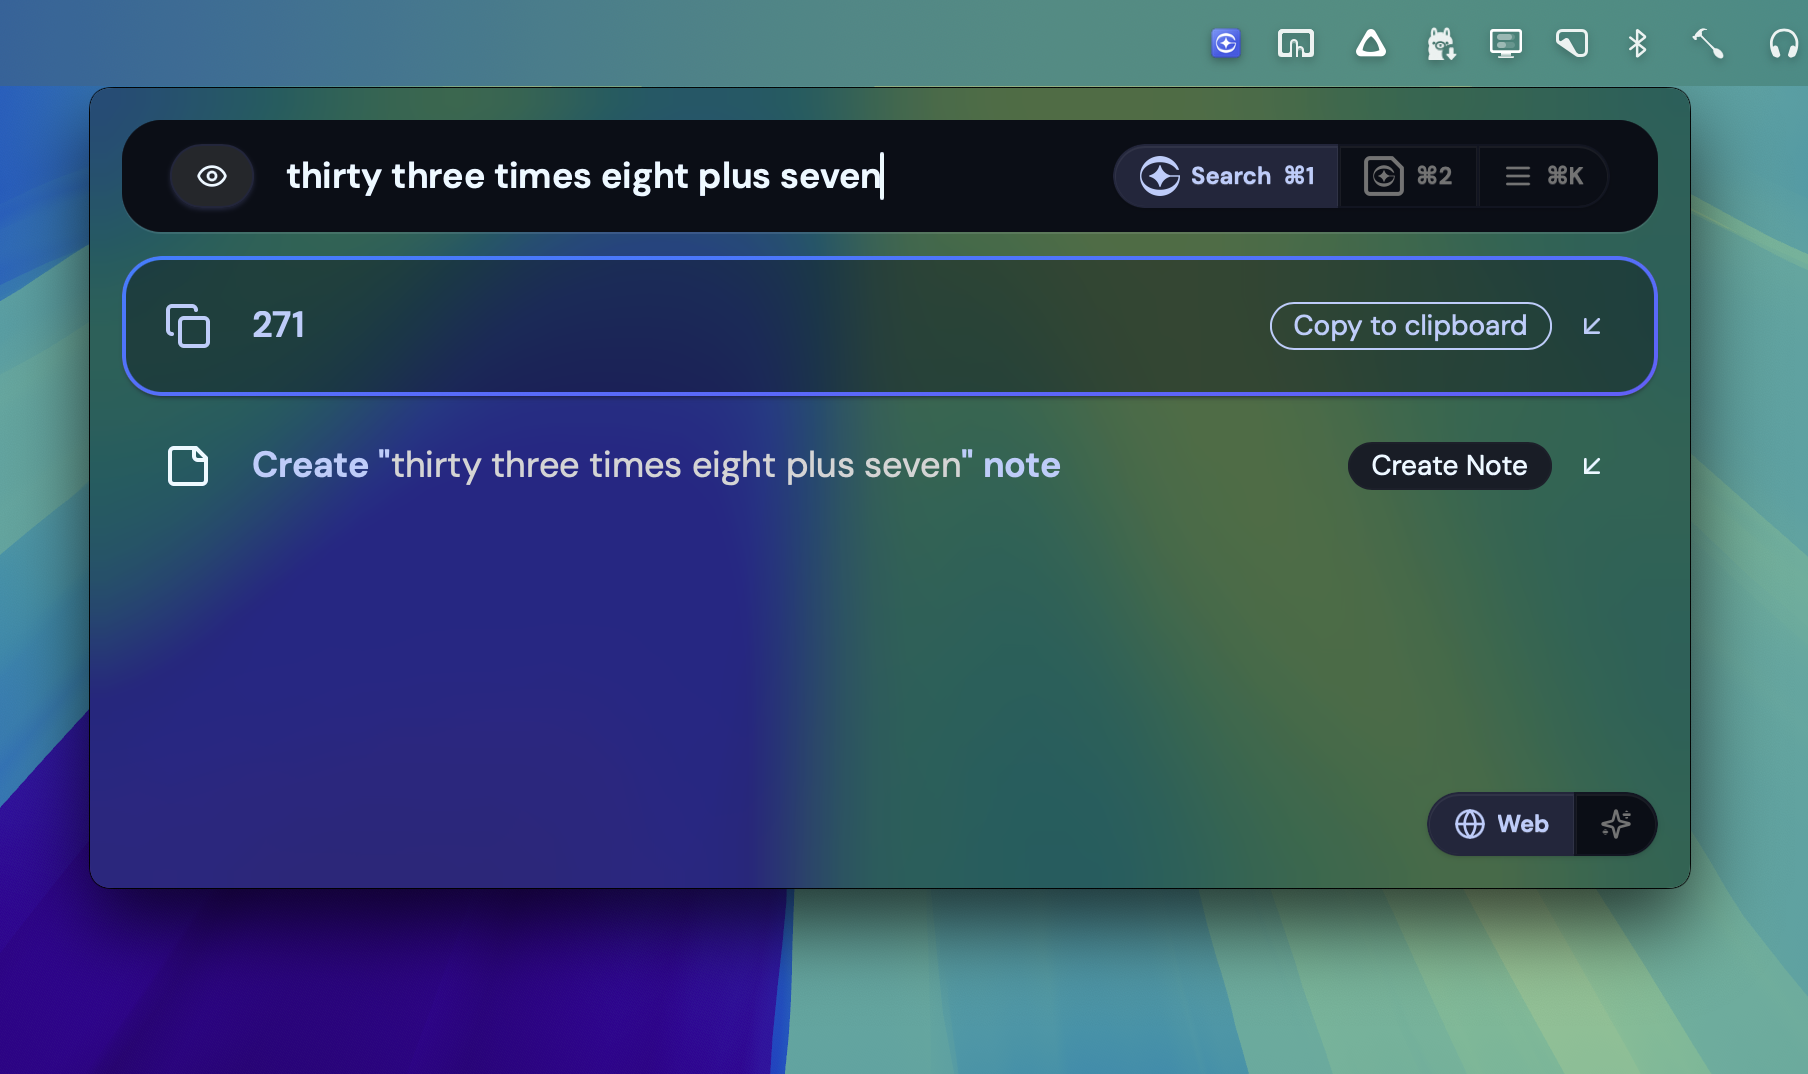 thirty three times eight plus seven
Search ⌘1
⌘2
⌘K
271
Copy to clipboard
Create "thirty three times eight plus seven" note
Create Note
Web